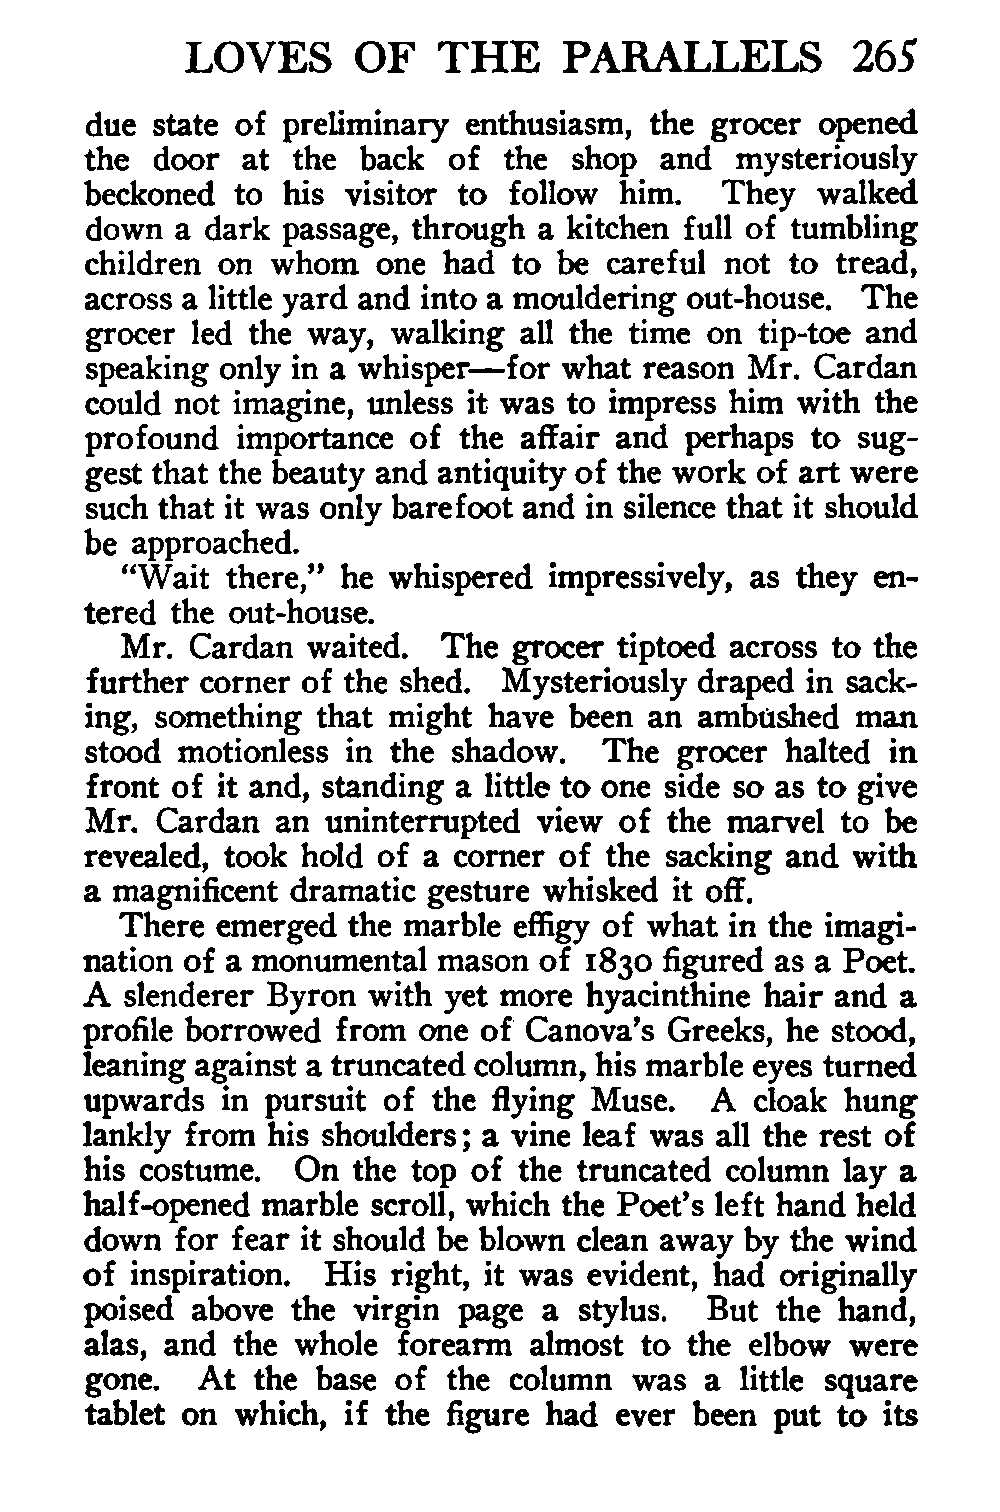 LOVES OF THE PARALLELS 265
due state of preliminary enthusiasm, the grocer opened
the door at the back of the shop and mysteriously
beckoned to his visitor to follow him. They walked
down a dark passage, through a kitchen full of tumbling
children on whom one had to be careful not to tread,
across a little yard and into a mouldering out-house. The
grocer led the way, walking all the time on tip-toe and
speaking only in a whisper—for what reason Mr. Cardan
could not imagine, unless it was to impress him with the
profound importance of the affair and perhaps to sug-
gest that the beauty and antiquity of the work of art were
such that it was only barefoot and in silence that it should
be approached.
“Wait there,” he whispered impressively, as they en-
tered the out-house.
Mr. Cardan waited. The grocer tiptoed across to the
further corner of the shed. Mysteriously draped in sack-
ing, something that might have been an ambushed man
stood motionless in the shadow. The grocer halted in
front of it and, standing a little to one side so as to give
Mr. Cardan an uninterrupted view of the marvel to be
revealed, took hold of a corner of the sacking and with
a magnificent dramatic gesture whisked it off.
There emerged the marble effigy of what in the imagi-
nation of a monumental mason of 1830 figured as a Poet.
A slenderer Byron with yet more hyacinthine hair and a
profile borrowed from one of Canova’s Greeks, he stood,
leaning against a truncated column, his marble eyes turned
upwards in pursuit of the flying Muse. A cloak hung
lankly from his shoulders; a vine leaf was all the rest of
his costume. On the top of the truncated column lay a
half-opened marble scroll, which the Poet’s left hand held
down for fear it should be blown clean away by the wind
of inspiration. His right, it was evident, had originally
poised above the virgin page a stylus. But the hand,
alas, and the whole forearm almost to the elbow were
gone. At the base of the column was a little square
tablet on which, if the figure had ever been put to its